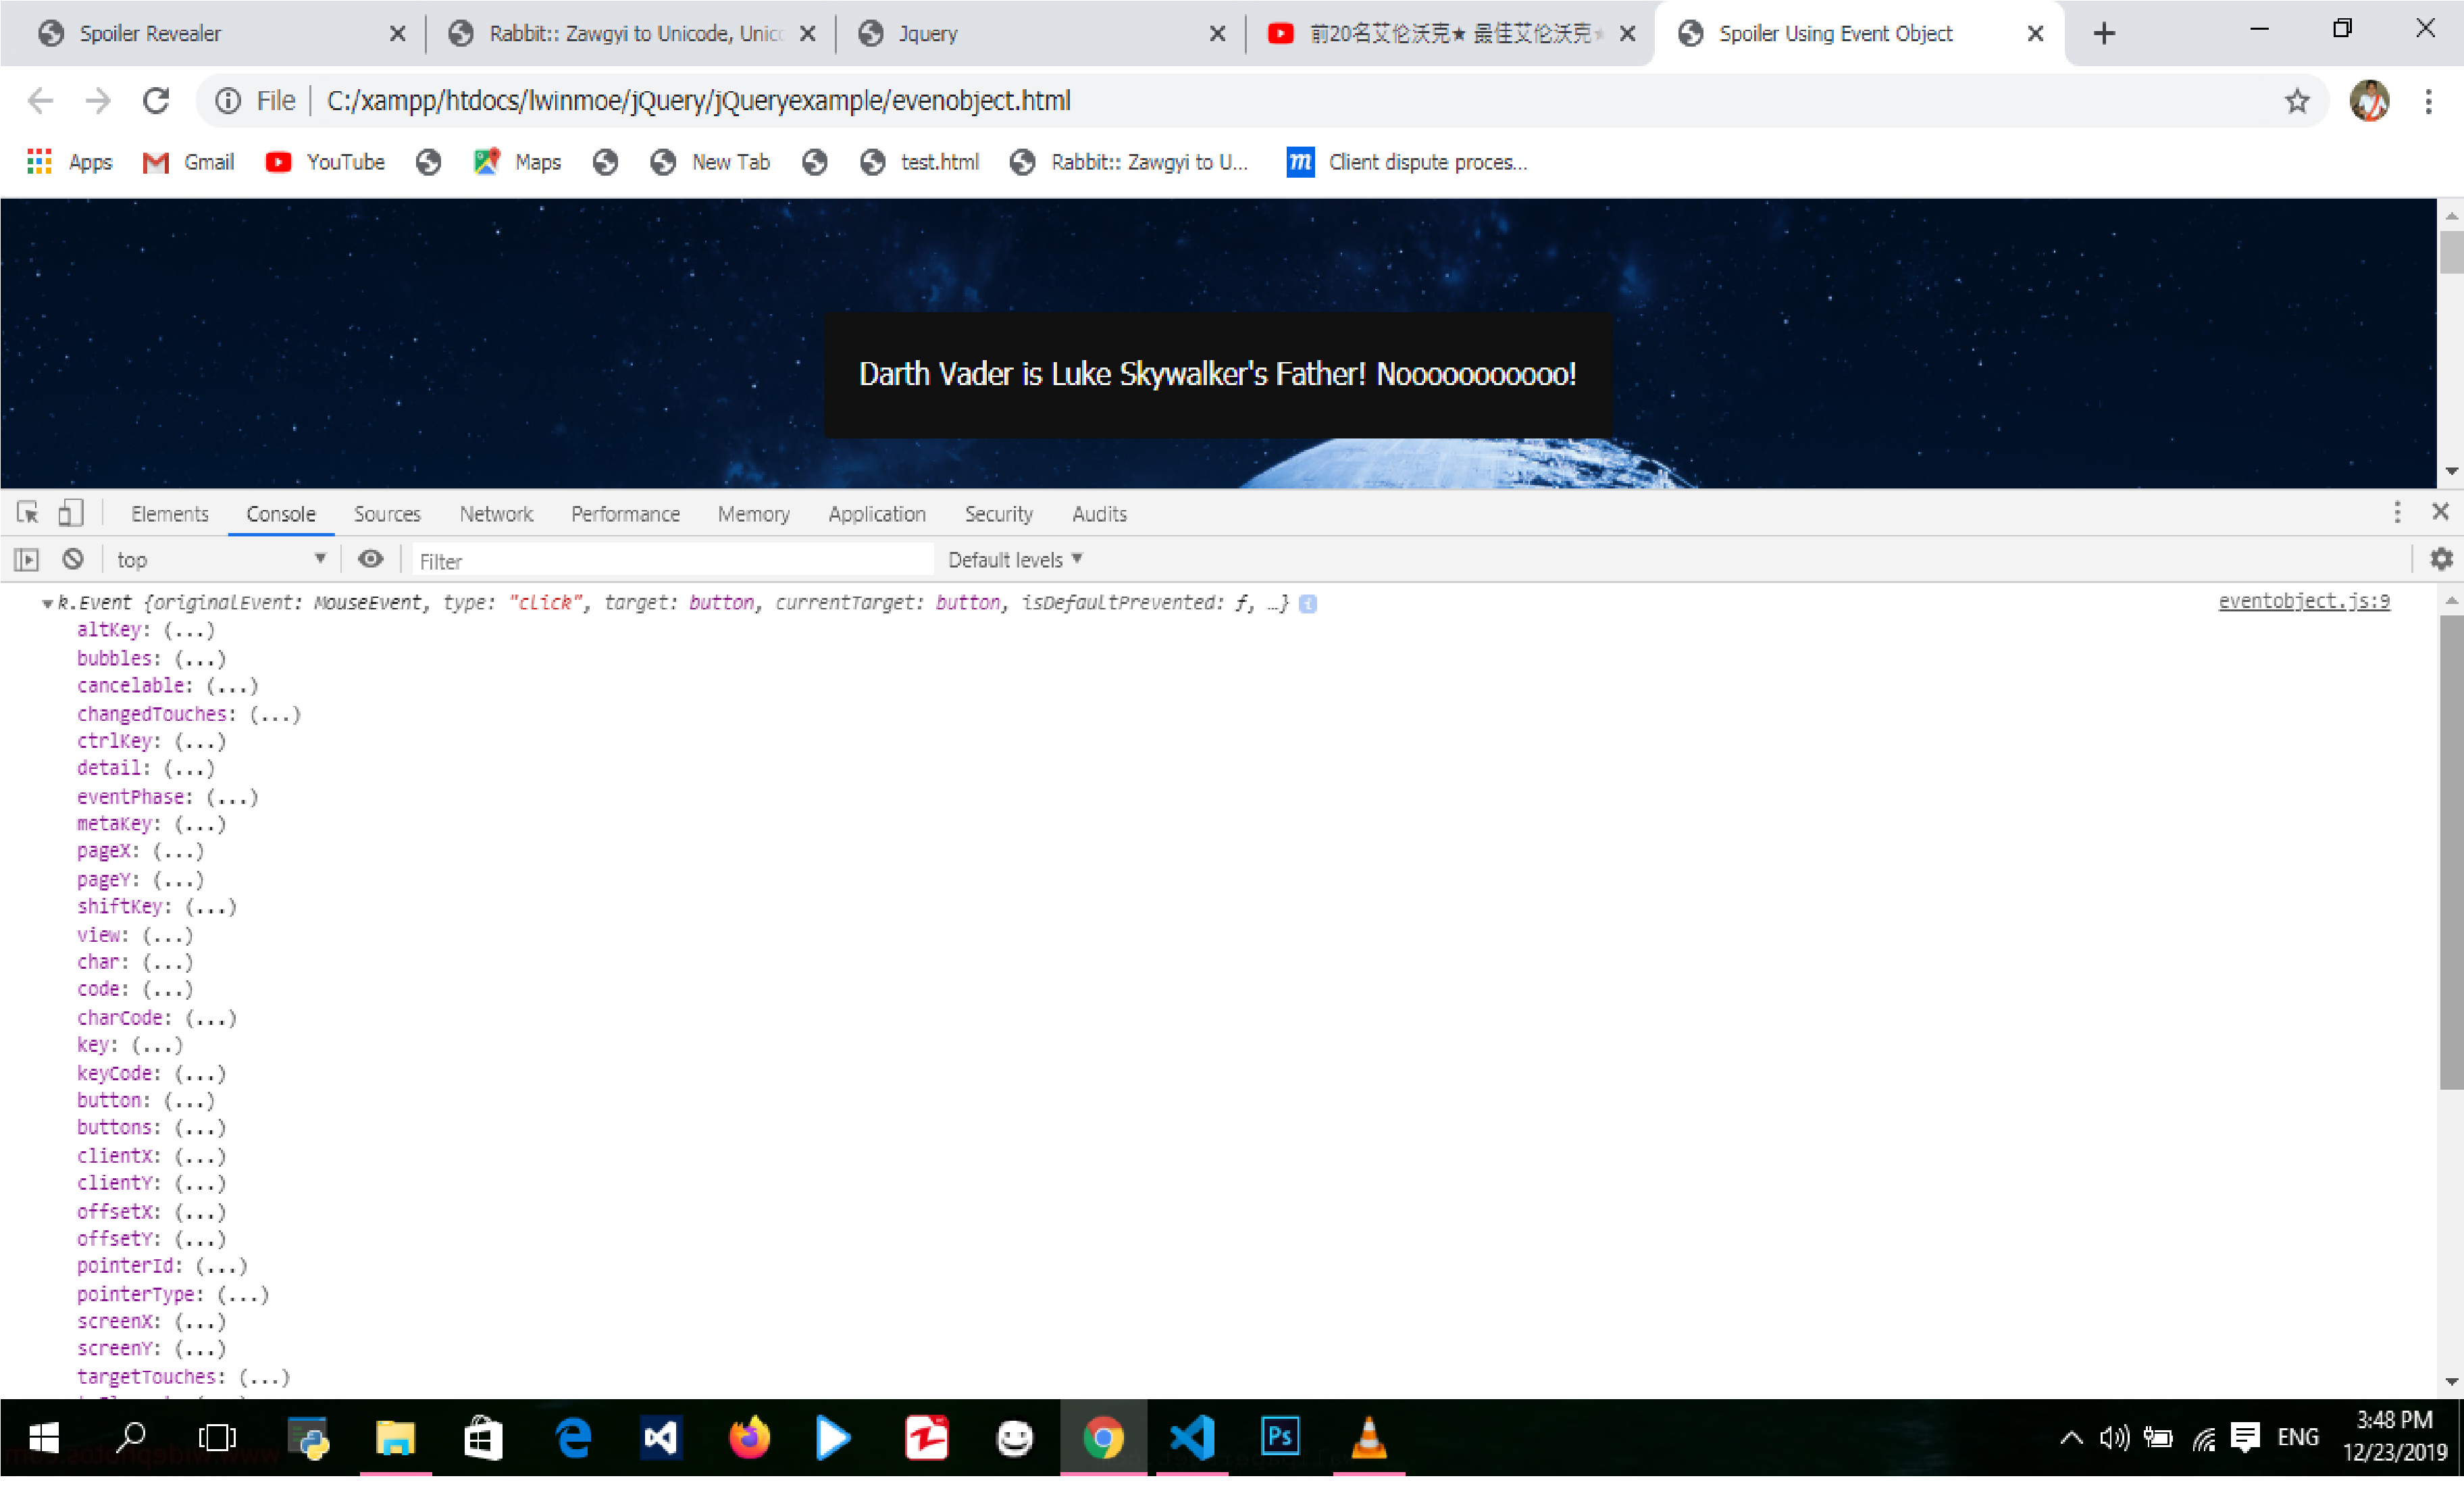 Spoiler Revealer
Rabbit:: Zawgyi to Unicode, Unic
Jquery
前20名艾伦沃克★ 最佳艾伦沃克★
Spoiler Using Event Object
File | C:/xampp/htdocs/lwinmoe/jQuery/jQueryexample/evenobject.html
Apps Gmail YouTube Maps New Tab test.html Rabbit:: Zawgyi to U... Client dispute proces...
Darth Vader is Luke Skywalker's Father! Nooooooooooo!
Elements Console Sources Network Performance Memory Application Security Audits
top Filter Default levels
k.Event {originalEvent: MouseEvent, type: "click", target: button, currentTarget: button, isDefaultPrevented: ƒ, …} eventobject.js:9
altKey: (...)
bubbles: (...)
cancelable: (...)
changedTouches: (...)
ctrlKey: (...)
detail: (...)
eventPhase: (...)
metaKey: (...)
pageX: (...)
pageY: (...)
shiftKey: (...)
view: (...)
char: (...)
code: (...)
charCode: (...)
key: (...)
keyCode: (...)
button: (...)
buttons: (...)
clientX: (...)
clientY: (...)
offsetX: (...)
offsetY: (...)
pointerId: (...)
pointerType: (...)
screenX: (...)
screenY: (...)
targetTouches: (...)
Ps
ENG
3:48 PM
12/23/2019